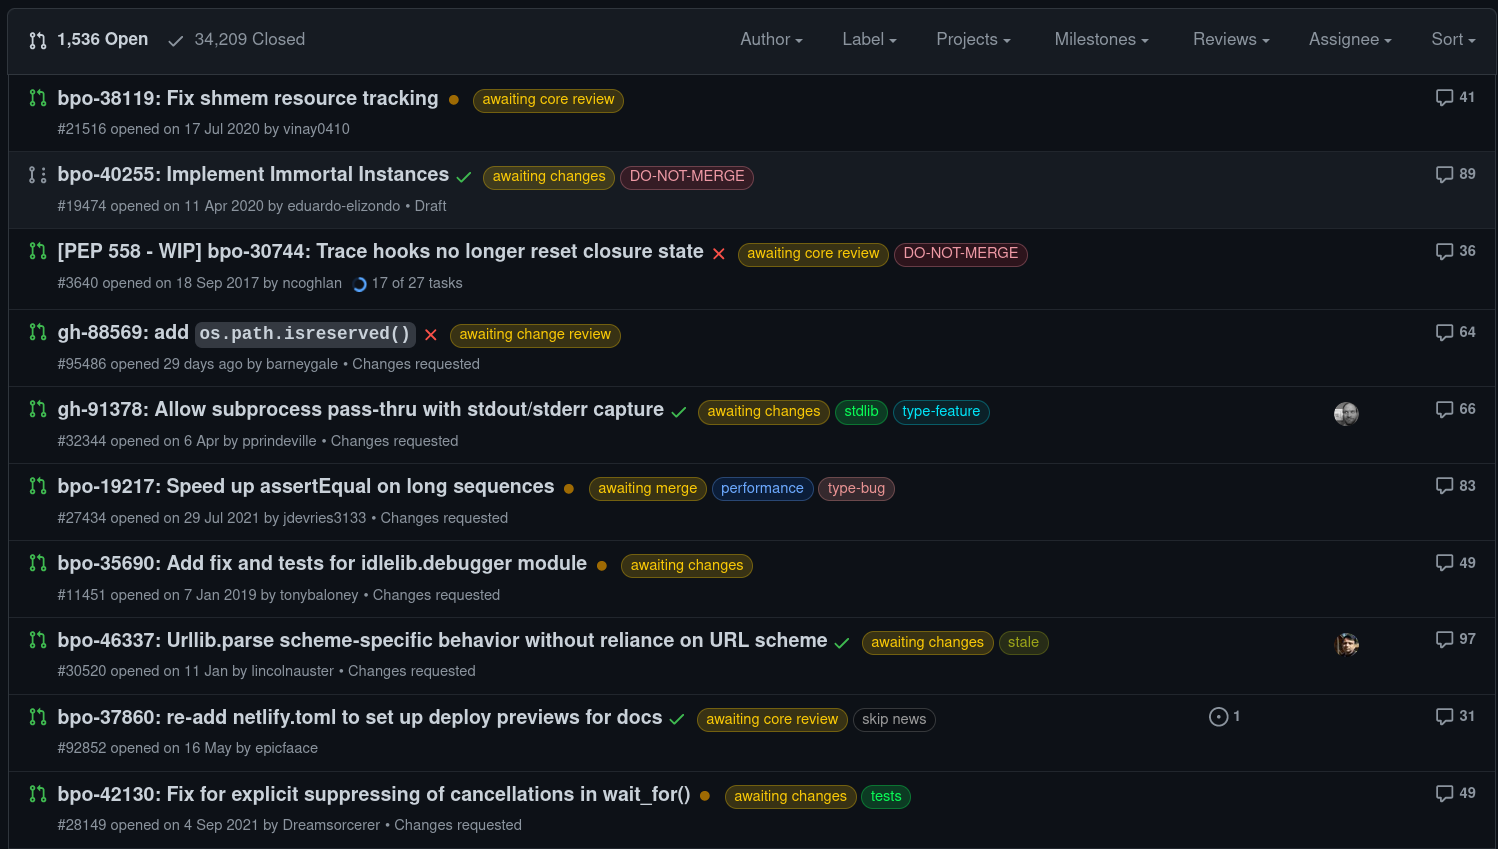 1,536 Open 34,209 Closed Author Label Projects Milestones Reviews Assignee Sort
bpo-38119: Fix shmem resource tracking awaiting core review 41
#21516 opened on 17 Jul 2020 by vinay0410
bpo-40255: Implement Immortal Instances awaiting changes DO-NOT-MERGE 89
#19474 opened on 11 Apr 2020 by eduardo-elizondo • Draft
[PEP 558 - WIP] bpo-30744: Trace hooks no longer reset closure state awaiting core review DO-NOT-MERGE 36
#3640 opened on 18 Sep 2017 by ncoghlan 17 of 27 tasks
gh-88569: add os.path.isreserved() awaiting change review 64
#95486 opened 29 days ago by barneygale • Changes requested
gh-91378: Allow subprocess pass-thru with stdout/stderr capture awaiting changes stdlib type-feature 66
#32344 opened on 6 Apr by pprindeville • Changes requested
bpo-19217: Speed up assertEqual on long sequences awaiting merge performance type-bug 83
#27434 opened on 29 Jul 2021 by jdevries3133 • Changes requested
bpo-35690: Add fix and tests for idlelib.debugger module awaiting changes 49
#11451 opened on 7 Jan 2019 by tonybaloney • Changes requested
bpo-46337: Urllib.parse scheme-specific behavior without reliance on URL scheme awaiting changes stale 97
#30520 opened on 11 Jan by lincolnauster • Changes requested
bpo-37860: re-add netlify.toml to set up deploy previews for docs awaiting core review skip news 1 31
#92852 opened on 16 May by epicfaace
bpo-42130: Fix for explicit suppressing of cancellations in wait_for() awaiting changes tests 49
#28149 opened on 4 Sep 2021 by Dreamsorcerer • Changes requested